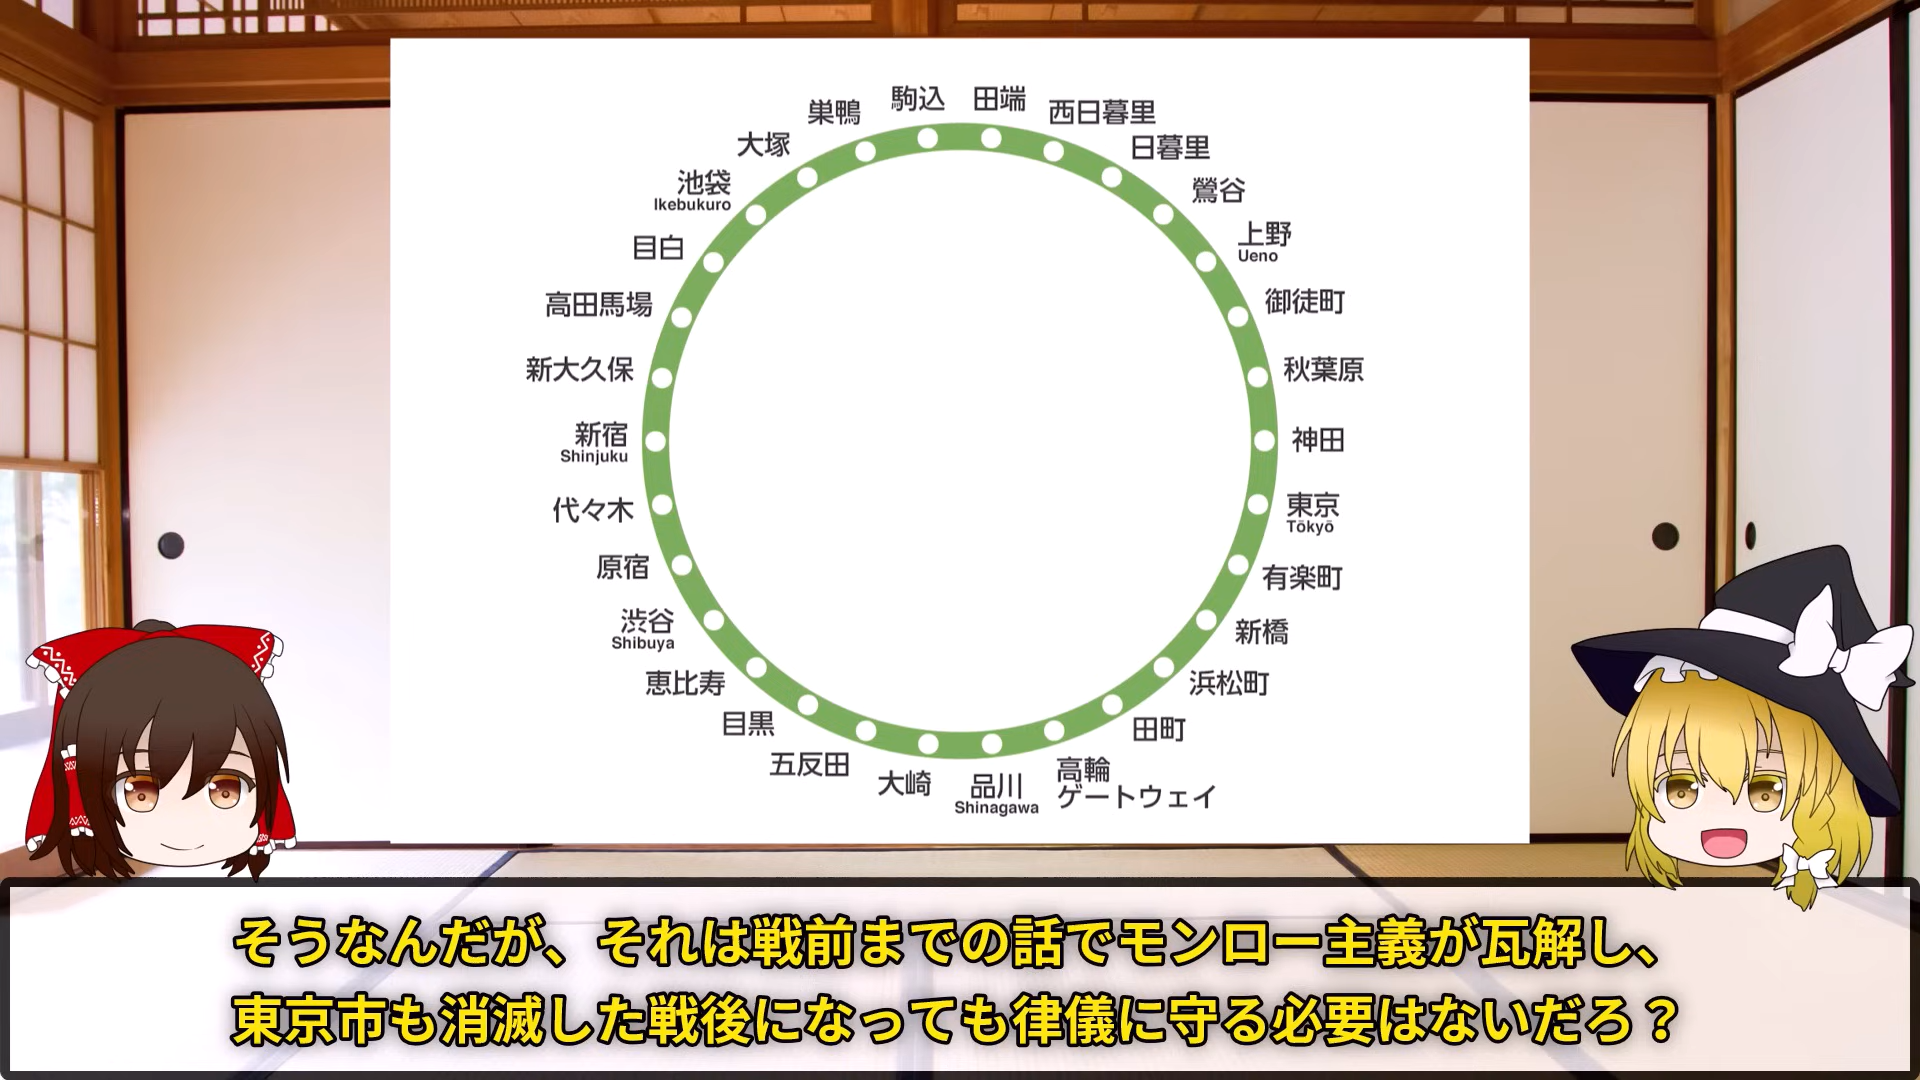 駒込
田端
巣鴨
西日暮里
大塚
日暮里
池袋
Ikebukuro
鶯谷
目白
上野
Ueno
高田馬場
御徒町
新大久保
秋葉原
新宿
Shinjuku
神田
代々木
東京
Tōkyō
原宿
有楽町
渋谷
Shibuya
新橋
恵比寿
浜松町
目黒
田町
五反田
大崎
品川
Shinagawa
高輪
ゲートウェイ
そうなんだが、それは戦前までの話でモンロー主義が瓦解し、
東京市も消滅した戦後になっても律儀に守る必要はないだろ？